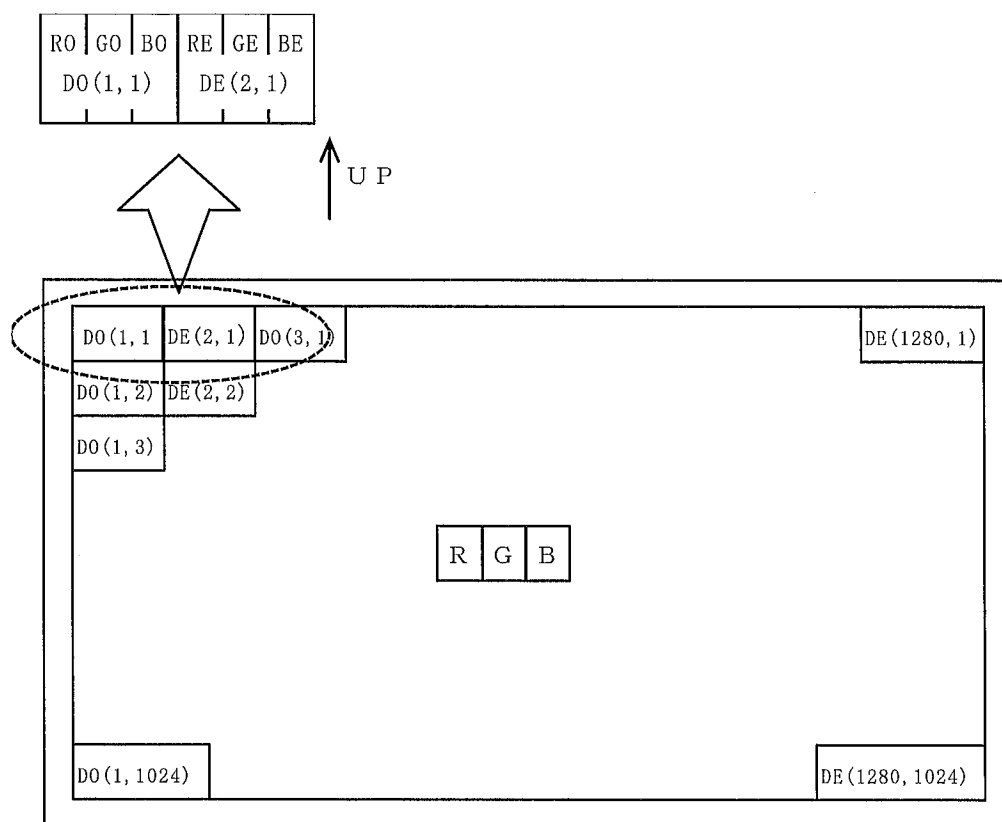 RO GO BO RE GE BE
DO(1,1) DE(2,1)
UP
DO(1,1 DE(2,1) DO(3,1) DE(1280,1)
DO(1,2) DE(2,2)
DO(1,3)
R G B
DO(1,1024) DE(1280,1024)